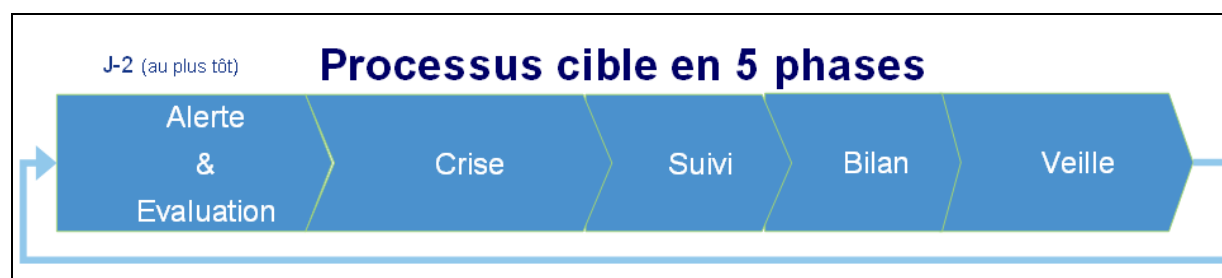 J-2 (au plus tôt)
Processus cible en 5 phases
Alerte
&
Evaluation
Crise
Suivi
Bilan
Veille